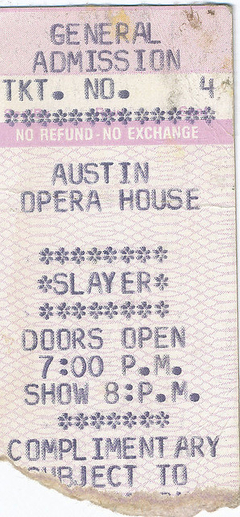 GENERAL
ADMISSION
TKT. NO. 4
****************
NO REFUND - NO EXCHANGE
AUSTIN
OPERA HOUSE
*********
*SLAYER*
*********
DOORS OPEN
7:00 P.M.
SHOW 8:P.M.
*******
COMPLIMENTARY
SUBJECT TO